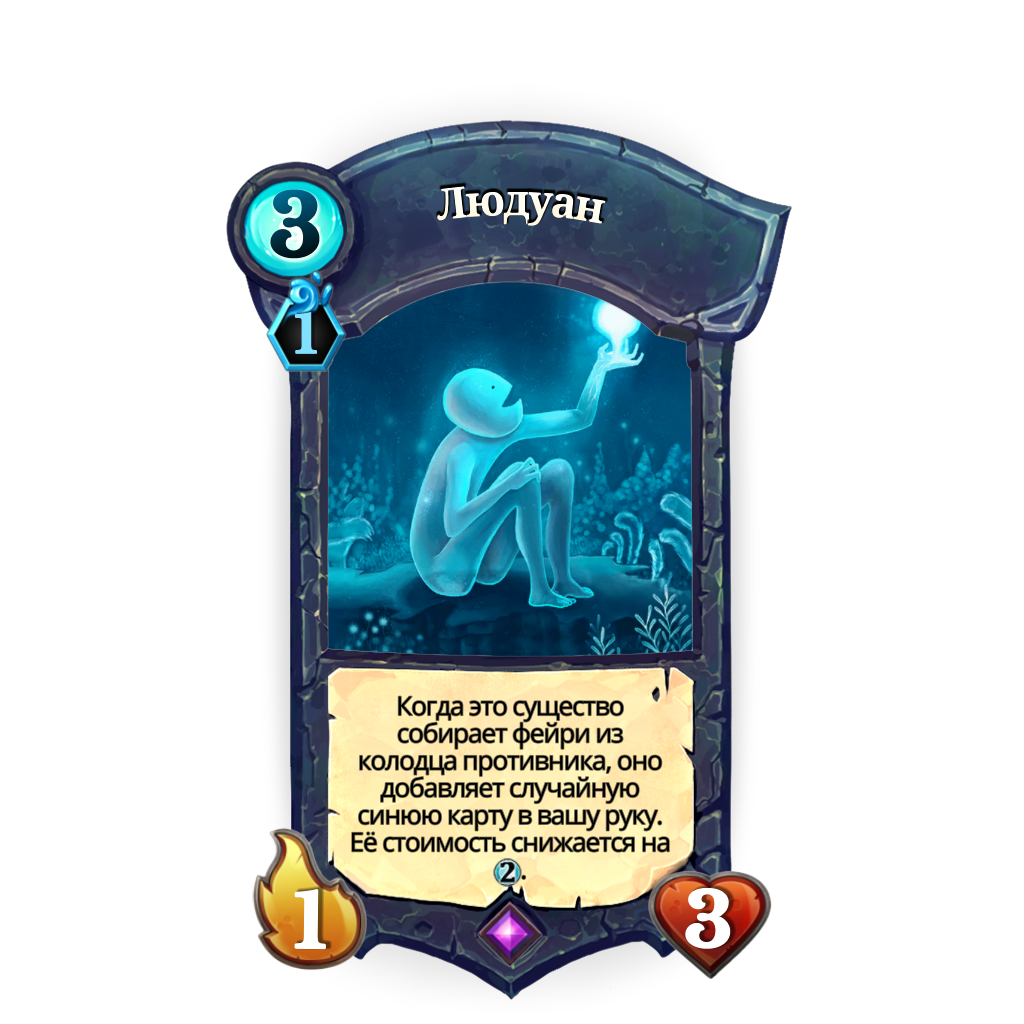 Людуан
3
1
Когда это существо
собирает фейри из
колодца противника, оно
добавляет случайную
синюю карту в вашу руку.
Её стоимость снижается на
2.
1
3